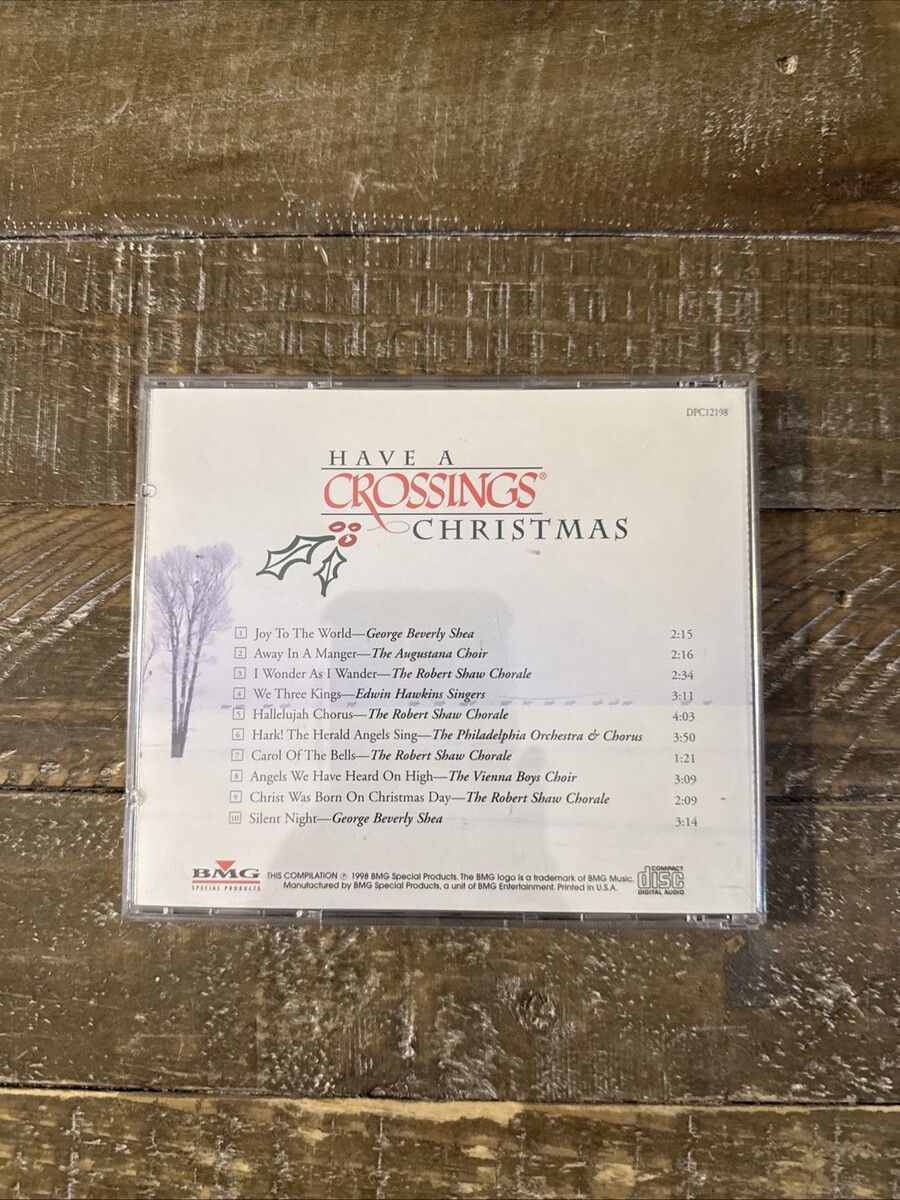 DPC12198
HAVE A
CROSSINGS®
CHRISTMAS
1 Joy To The World—George Beverly Shea 2:15
2 Away In A Manger—The Augustana Choir 2:16
3 I Wonder As I Wander—The Robert Shaw Chorale 2:34
4 We Three Kings—Edwin Hawkins Singers 3:11
5 Hallelujah Chorus—The Robert Shaw Chorale 4:03
6 Hark! The Herald Angels Sing—The Philadelphia Orchestra & Chorus 3:50
7 Carol Of The Bells—The Robert Shaw Chorale 1:21
8 Angels We Have Heard On High—The Vienna Boys Choir 3:09
9 Christ Was Born On Christmas Day—The Robert Shaw Chorale 2:09
10 Silent Night—George Beverly Shea 3:14
BMG
SPECIAL PRODUCTS
THIS COMPILATION ℗ 1998 BMG Special Products. The BMG logo is a trademark of BMG Music.
Manufactured by BMG Special Products, a unit of BMG Entertainment. Printed in U.S.A.
COMPACT
disc
DIGITAL AUDIO